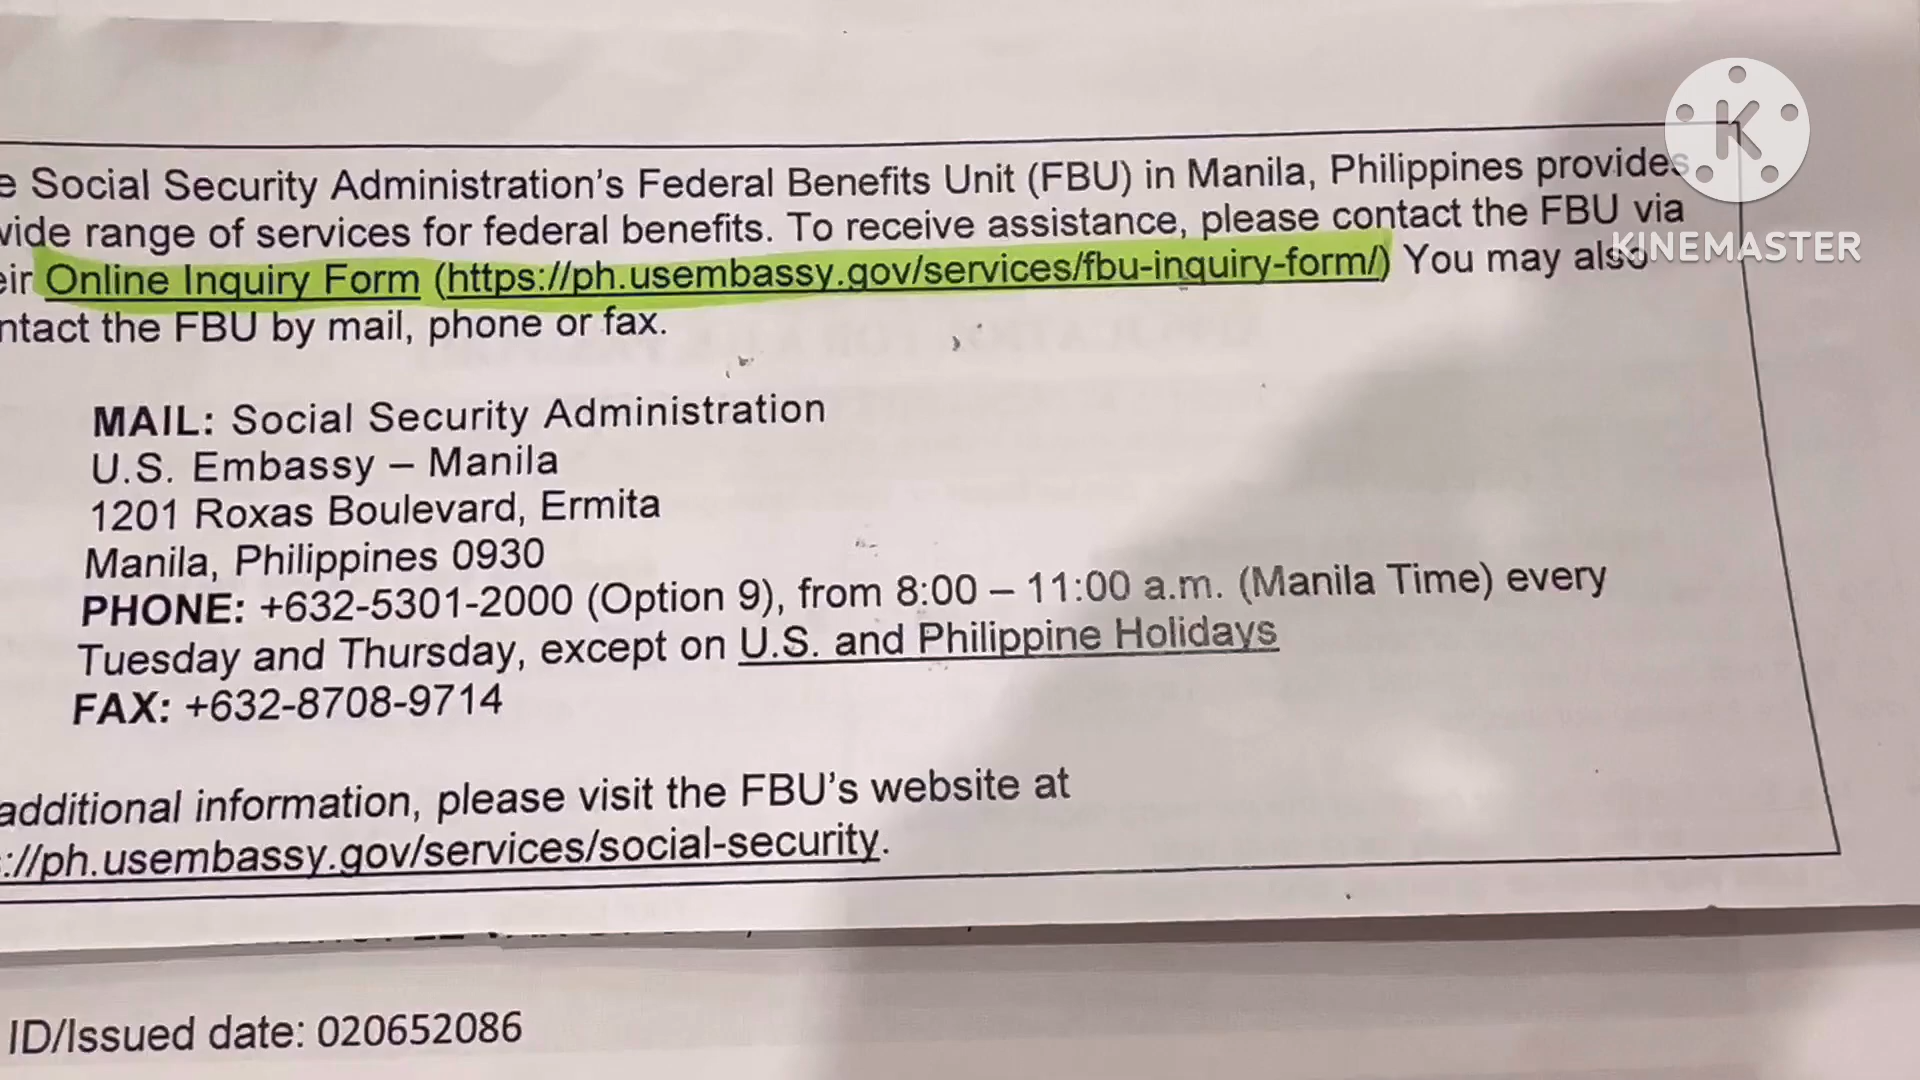 e Social Security Administration's Federal Benefits Unit (FBU) in Manila, Philippines provides
wide range of services for federal benefits. To receive assistance, please contact the FBU via
eir Online Inquiry Form (https://ph.usembassy.gov/services/fbu-inquiry-form/) You may also
ntact the FBU by mail, phone or fax.
MAIL: Social Security Administration
U.S. Embassy – Manila
1201 Roxas Boulevard, Ermita
Manila, Philippines 0930
PHONE: +632-5301-2000 (Option 9), from 8:00 – 11:00 a.m. (Manila Time) every
Tuesday and Thursday, except on U.S. and Philippine Holidays
FAX: +632-8708-9714
additional information, please visit the FBU's website at
://ph.usembassy.gov/services/social-security.
ID/Issued date: 020652086
K
KINEMASTER